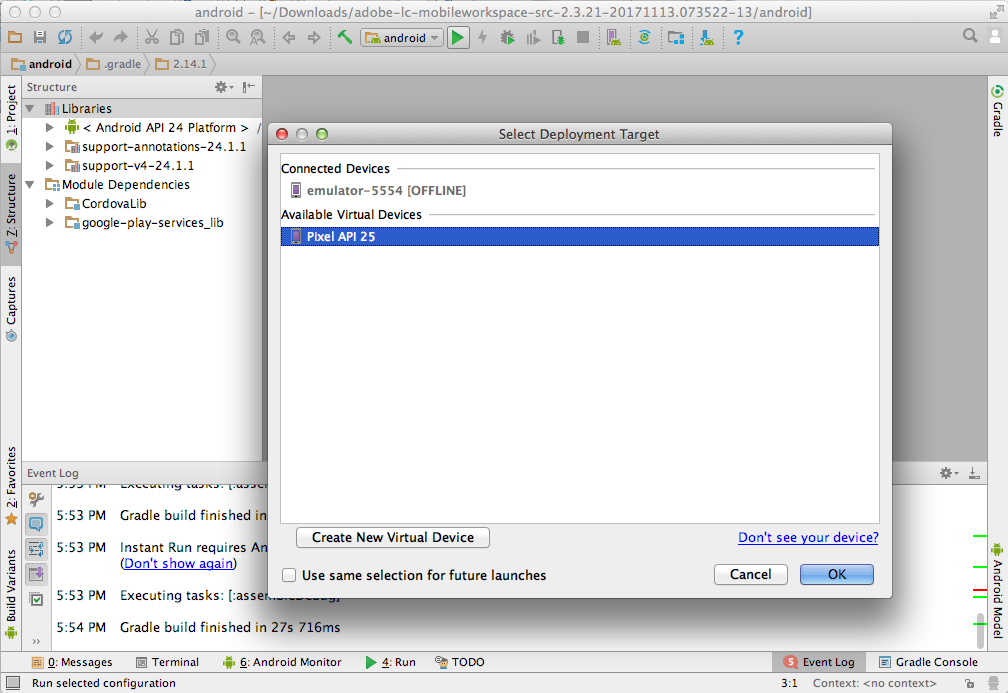 android - [~/Downloads/adobe-lc-mobileworkspace-src-2.3.21-20171113.073522-13/android]
android
?
android
.gradle
2.14.1
1: Project
Structure
Libraries
< Android API 24 Platform > /
support-annotations-24.1.1
support-v4-24.1.1
Module Dependencies
CordovaLib
google-play-services_lib
Z: Structure
Captures
2: Favorites
Build Variants
Gradle
Android Model
Select Deployment Target
Connected Devices
emulator-5554 [OFFLINE]
Available Virtual Devices
Pixel API 25
Create New Virtual Device
Don't see your device?
Use same selection for future launches
Cancel
OK
Event Log
5:53 PM Executing tasks: [:asse
5:53 PM Gradle build finished in
5:53 PM Instant Run requires An
(Don't show again)
5:53 PM Executing tasks: [:assembleDebug]
5:54 PM Gradle build finished in 27s 716ms
0: Messages
Terminal
6: Android Monitor
4: Run
TODO
5 Event Log
Gradle Console
Run selected configuration
3:1
Context: <no context>